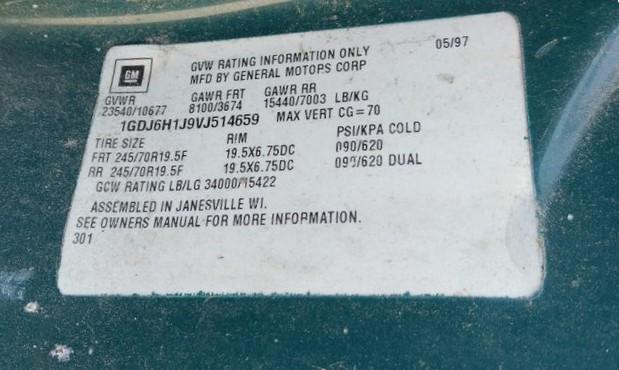 GVW RATING INFORMATION ONLY 05/97
GM MFD BY GENERAL MOTORS CORP
GVWR GAWR FRT GAWR RR
23540/10677 8100/3674 15440/7003 LB/KG
1GDJ6H1J9VJ514659 MAX VERT CG=70
TIRE SIZE RIM PSI/KPA COLD
FRT 245/70R19.5F 19.5X6.75DC 090/620
RR 245/70R19.5F 19.5X6.75DC 090/620 DUAL
GCW RATING LB/LG 34000/15422
ASSEMBLED IN JANESVILLE WI.
SEE OWNERS MANUAL FOR MORE INFORMATION.
301